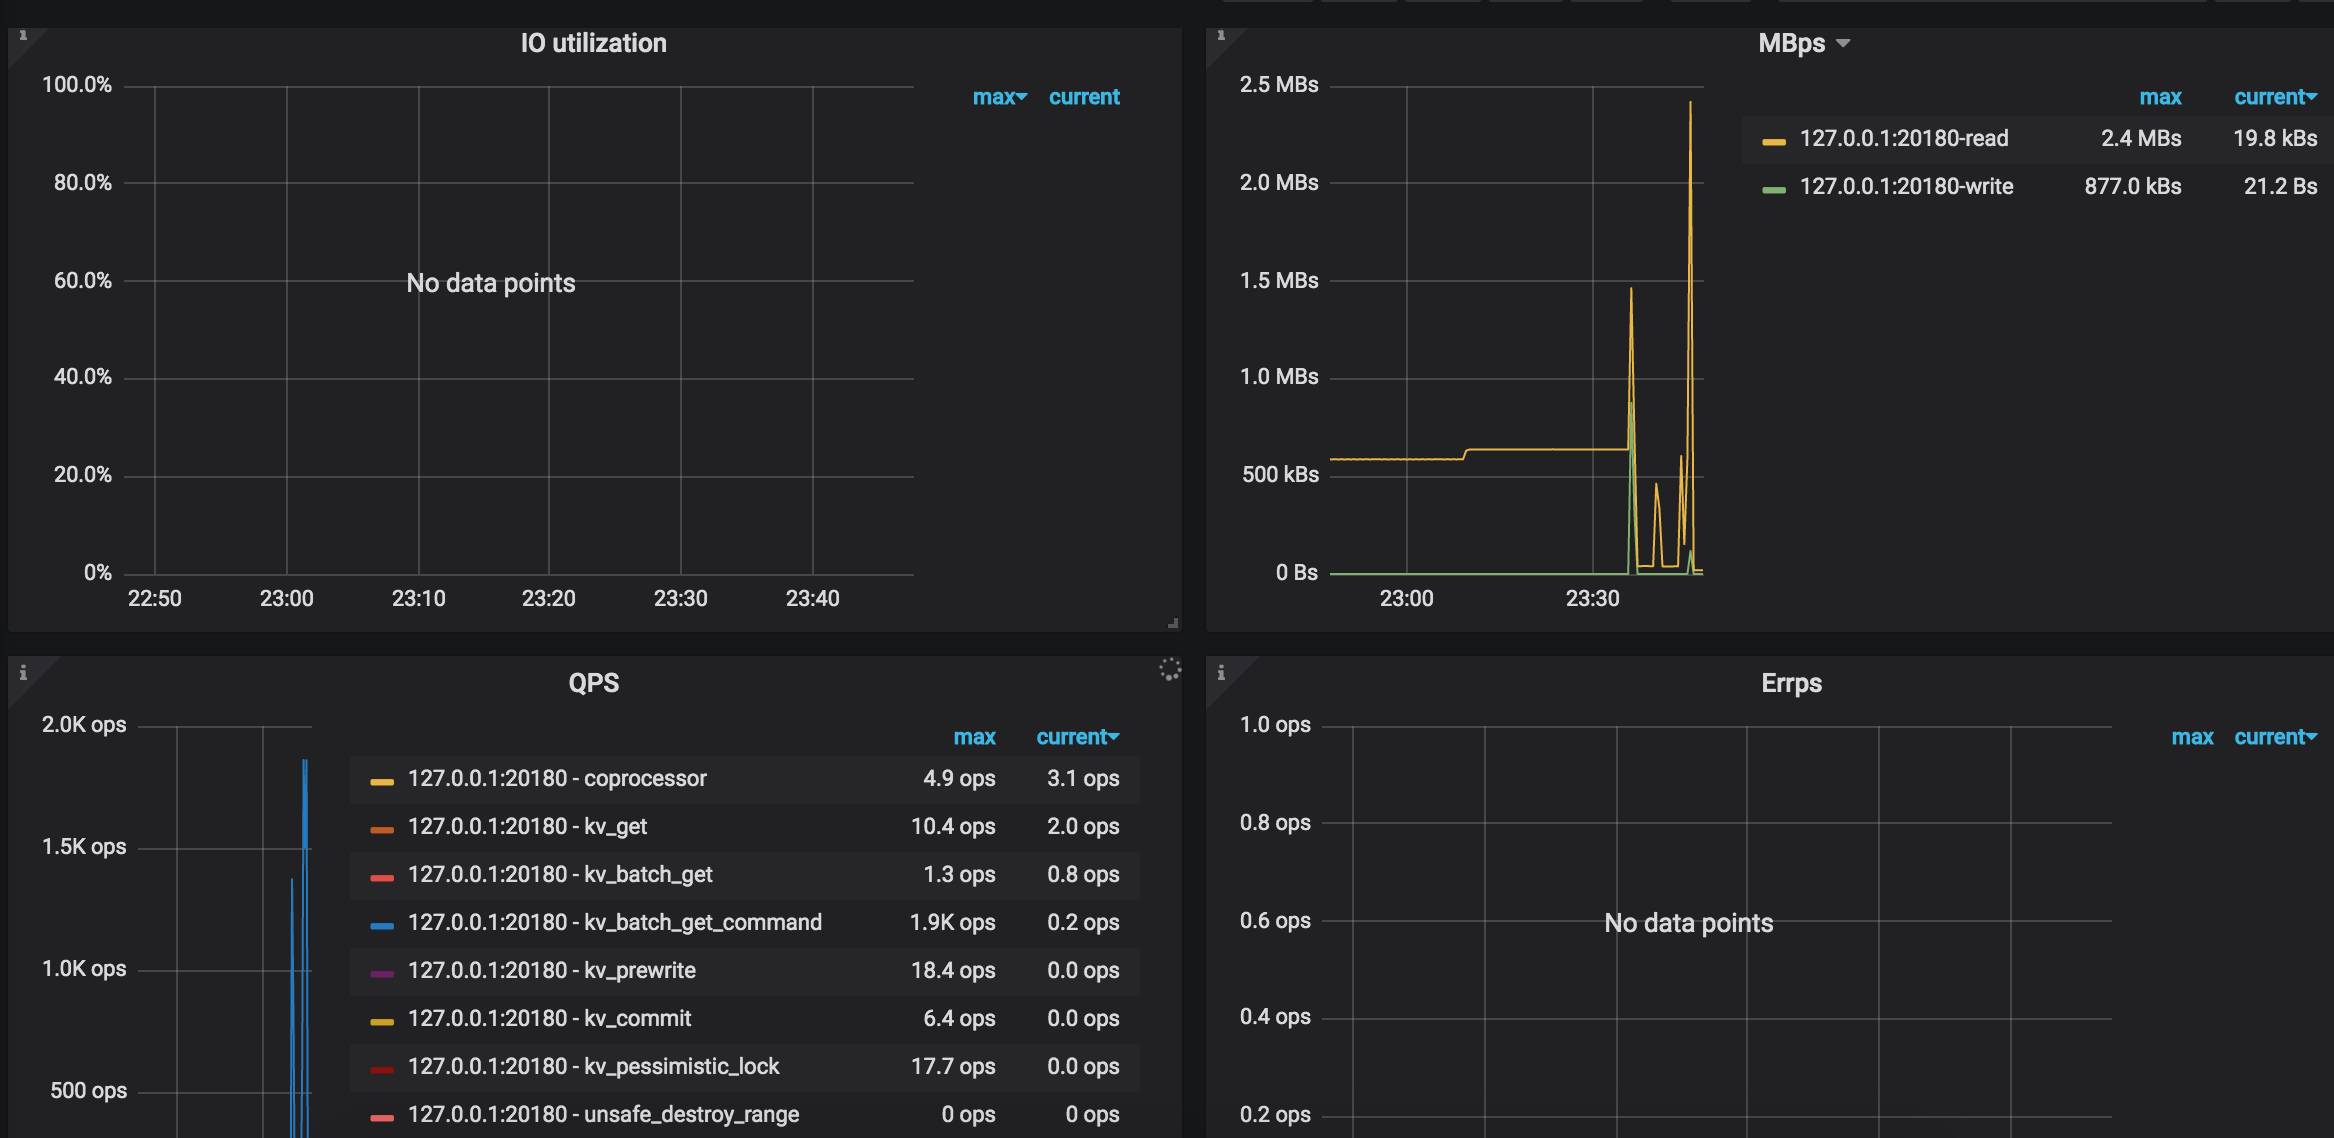 IO utilization
100.0%
80.0%
60.0%
40.0%
20.0%
0%
22:50 23:00 23:10 23:20 23:30 23:40
No data points
max current
MBps
2.5 MBs
2.0 MBs
1.5 MBs
1.0 MBs
500 kBs
0 Bs
23:00 23:30
max current
127.0.0.1:20180-read 2.4 MBs 19.8 kBs
127.0.0.1:20180-write 877.0 kBs 21.2 Bs
QPS
2.0K ops
1.5K ops
1.0K ops
500 ops
max current
127.0.0.1:20180 - coprocessor 4.9 ops 3.1 ops
127.0.0.1:20180 - kv_get 10.4 ops 2.0 ops
127.0.0.1:20180 - kv_batch_get 1.3 ops 0.8 ops
127.0.0.1:20180 - kv_batch_get_command 1.9K ops 0.2 ops
127.0.0.1:20180 - kv_prewrite 18.4 ops 0.0 ops
127.0.0.1:20180 - kv_commit 6.4 ops 0.0 ops
127.0.0.1:20180 - kv_pessimistic_lock 17.7 ops 0.0 ops
127.0.0.1:20180 - unsafe_destroy_range 0 ops 0 ops
Errps
1.0 ops
0.8 ops
0.6 ops
0.4 ops
0.2 ops
No data points
max current